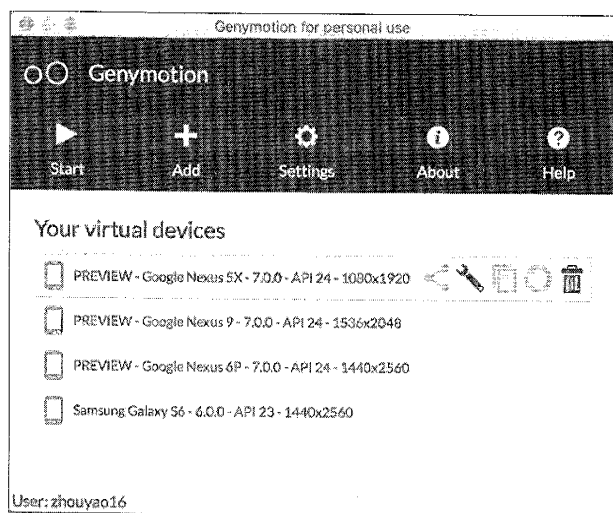 Genymotion for personal use
Genymotion
Start Add Settings About Help
Your virtual devices
PREVIEW - Google Nexus 5X - 7.0.0 - API 24 - 1080x1920
PREVIEW - Google Nexus 9 - 7.0.0 - API 24 - 1536x2048
PREVIEW - Google Nexus 6P - 7.0.0 - API 24 - 1440x2560
Samsung Galaxy S6 - 6.0.0 - API 23 - 1440x2560
User: zhouyao16